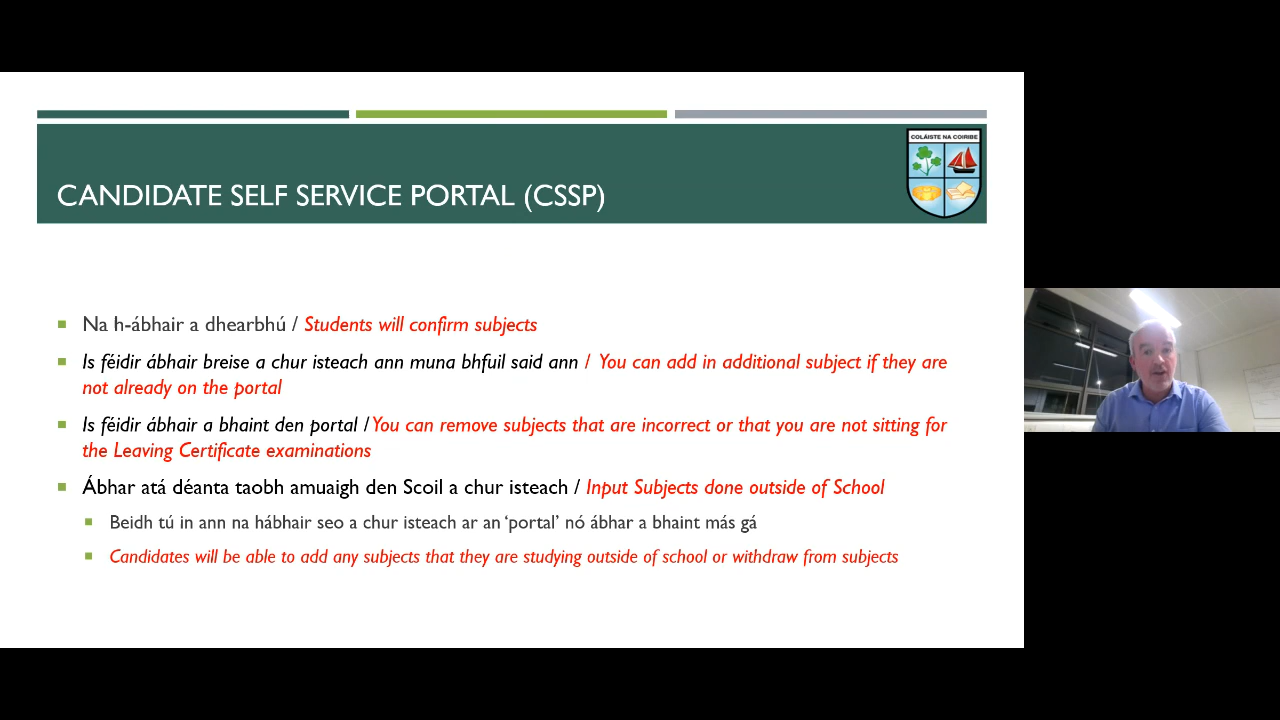 COLÁISTE NA COIRIBE
CANDIDATE SELF SERVICE PORTAL (CSSP)
Na h-ábhair a dhearbhú / Students will confirm subjects
Is féidir ábhair breise a chur isteach ann muna bhfuil said ann / You can add in additional subject if they are
not already on the portal
Is féidir ábhair a bhaint den portal /You can remove subjects that are incorrect or that you are not sitting for
the Leaving Certificate examinations
Ábhar atá déanta taobh amuaigh den Scoil a chur isteach / Input Subjects done outside of School
Beidh tú in ann na hábhair seo a chur isteach ar an ‘portal’ nó ábhar a bhaint más gá
Candidates will be able to add any subjects that they are studying outside of school or withdraw from subjects